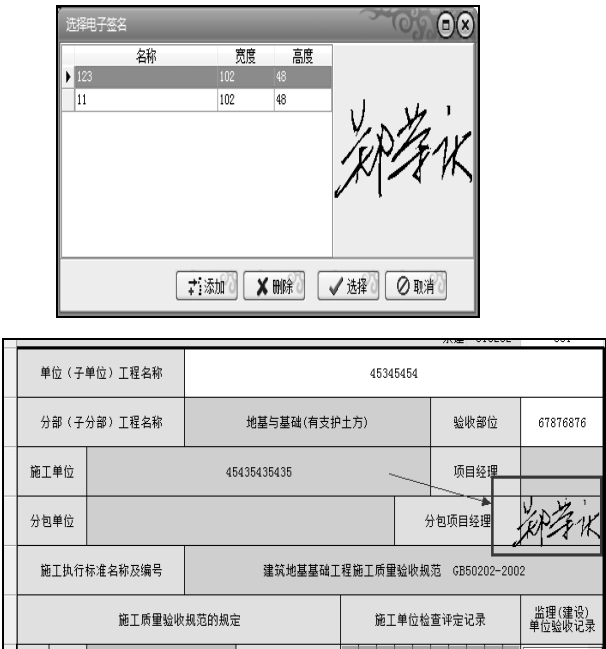 选择电子签名
名称 宽度 高度
123 102 48
11 102 48
添加 删除 选择 取消
单位（子单位）工程名称 45345454
分部（子分部）工程名称 地基与基础(有支护土方) 验收部位 67876876
施工单位 45435435435 项目经理
分包单位 分包项目经理
施工执行标准名称及编号 建筑地基基础工程施工质量验收规范 GB50202-2002
施工质量验收规范的规定 施工单位检查评定记录 监理(建设)
单位验收记录